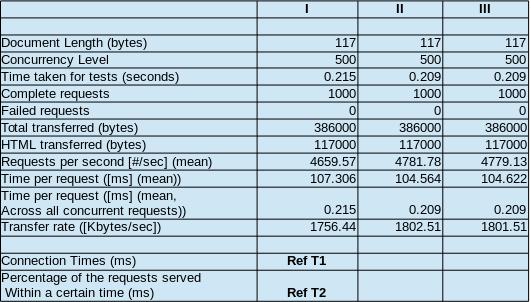 I II III
Document Length (bytes) 117 117 117
Concurrency Level 500 500 500
Time taken for tests (seconds) 0.215 0.209 0.209
Complete requests 1000 1000 1000
Failed requests 0 0 0
Total transferred (bytes) 386000 386000 386000
HTML transferred (bytes) 117000 117000 117000
Requests per second [#/sec] (mean) 4659.57 4781.78 4779.13
Time per request ([ms] (mean)) 107.306 104.564 104.622
Time per request ([ms] (mean,
Across all concurrent requests)) 0.215 0.209 0.209
Transfer rate ([Kbytes/sec]) 1756.44 1802.51 1801.51
Connection Times (ms) Ref T1
Percentage of the requests served
Within a certain time (ms) Ref T2